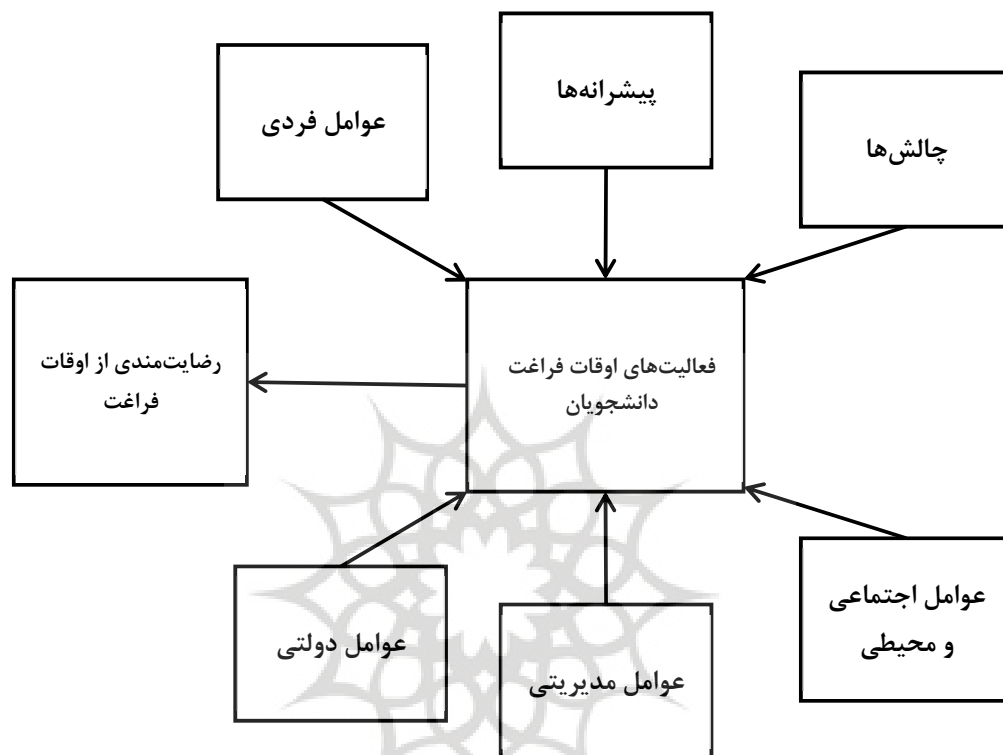 پیشرانه‌ها
عوامل فردی
چالش‌ها
رضایت‌مندی از اوقات
فراغت
فعالیت‌های اوقات فراغت
دانشجویان
عوامل اجتماعی
و محیطی
عوامل دولتی
عوامل مدیریتی